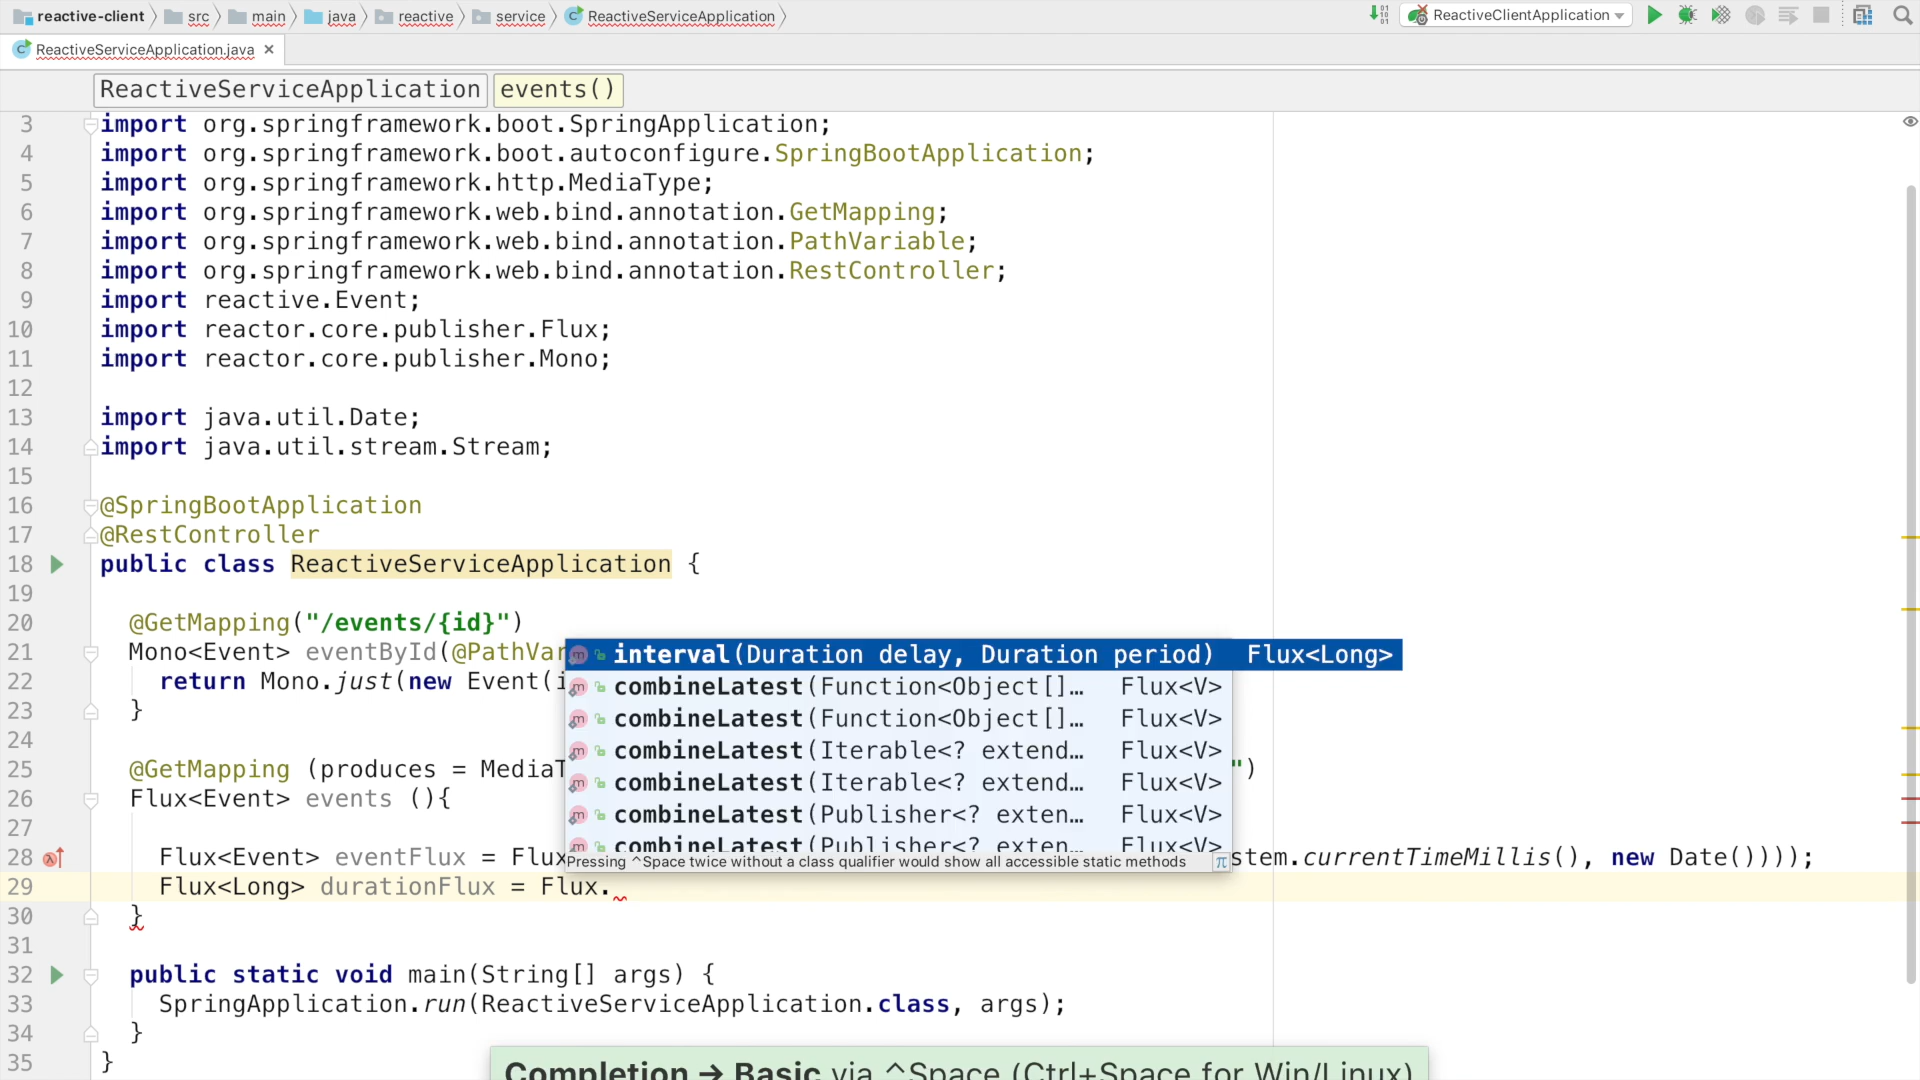 reactive-client src main java reactive service ReactiveServiceApplication ReactiveClientApplication
ReactiveServiceApplication.java
ReactiveServiceApplication events()
3 import org.springframework.boot.SpringApplication;
4 import org.springframework.boot.autoconfigure.SpringBootApplication;
5 import org.springframework.http.MediaType;
6 import org.springframework.web.bind.annotation.GetMapping;
7 import org.springframework.web.bind.annotation.PathVariable;
8 import org.springframework.web.bind.annotation.RestController;
9 import reactive.Event;
10 import reactor.core.publisher.Flux;
11 import reactor.core.publisher.Mono;
12
13 import java.util.Date;
14 import java.util.stream.Stream;
15
16 @SpringBootApplication
17 @RestController
18 public class ReactiveServiceApplication {
19
20 @GetMapping("/events/{id}")
21 Mono<Event> eventById(@PathVar
22 return Mono.just(new Event(i
23 }
24
25 @GetMapping (produces = MediaT ")
26 Flux<Event> events (){
27
28 Flux<Event> eventFlux = Flux stem.currentTimeMillis(), new Date())));
29 Flux<Long> durationFlux = Flux.
30 }
31
32 public static void main(String[] args) {
33 SpringApplication.run(ReactiveServiceApplication.class, args);
34 }
35 }
interval(Duration delay, Duration period) Flux<Long>
combineLatest(Function<Object[]… Flux<V>
combineLatest(Function<Object[]… Flux<V>
combineLatest(Iterable<? extend… Flux<V>
combineLatest(Iterable<? extend… Flux<V>
combineLatest(Publisher<? exten… Flux<V>
combineLatest(Publisher<? exten… Flux<V>
Pressing ^Space twice without a class qualifier would show all accessible static methods π
Completion → Basic via ^Space (Ctrl+Space for Win/Linux)